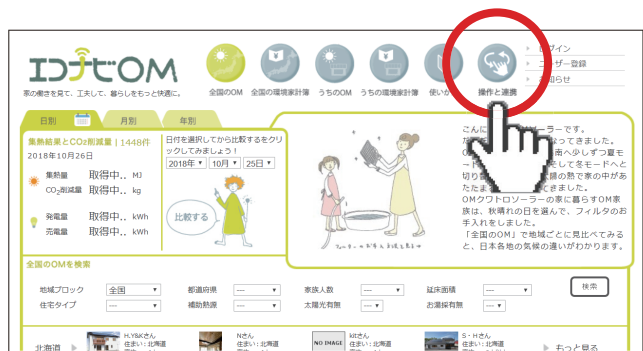 エコナビOM
家の働きを見て、工夫して、暮らしをもっと快適に。
全国のOM
全国の環境家計簿
うちのOM
うちの環境家計簿
操作と連携
ログイン
日別
月別
年別
集熱結果とCO2削減量 | 1448件
2018年10月26日
集熱量 取得中.. MJ
CO2削減量 取得中.. kg
発電量 取得中.. kWh
売電量 取得中.. kWh
日付を選択してから比較するをクリ
ックしてみましょう!
2018年 10月 25日
比較する
OMクワトロソーラーの家に暮らすOM家
族は、秋晴れの日を選んで、フィルタのお
手入れをしました。
「全国のOM」で地域ごとに見比べてみる
と、日本各地の気候の違いがわかります。
全国のOMを検索
地域ブロック 全国
都道府県 ---
家族人数 ---
延床面積 ---
検索
住宅タイプ ---
補助熱源 ---
太陽光有無 ---
お湯採有無 ---
北海道
H.Y&Kさん
住まい：北海道
Nさん
住まい：北海道
NO IMAGE
kitさん
住まい：北海道
S・Hさん
住まい：北海道
もっと見る